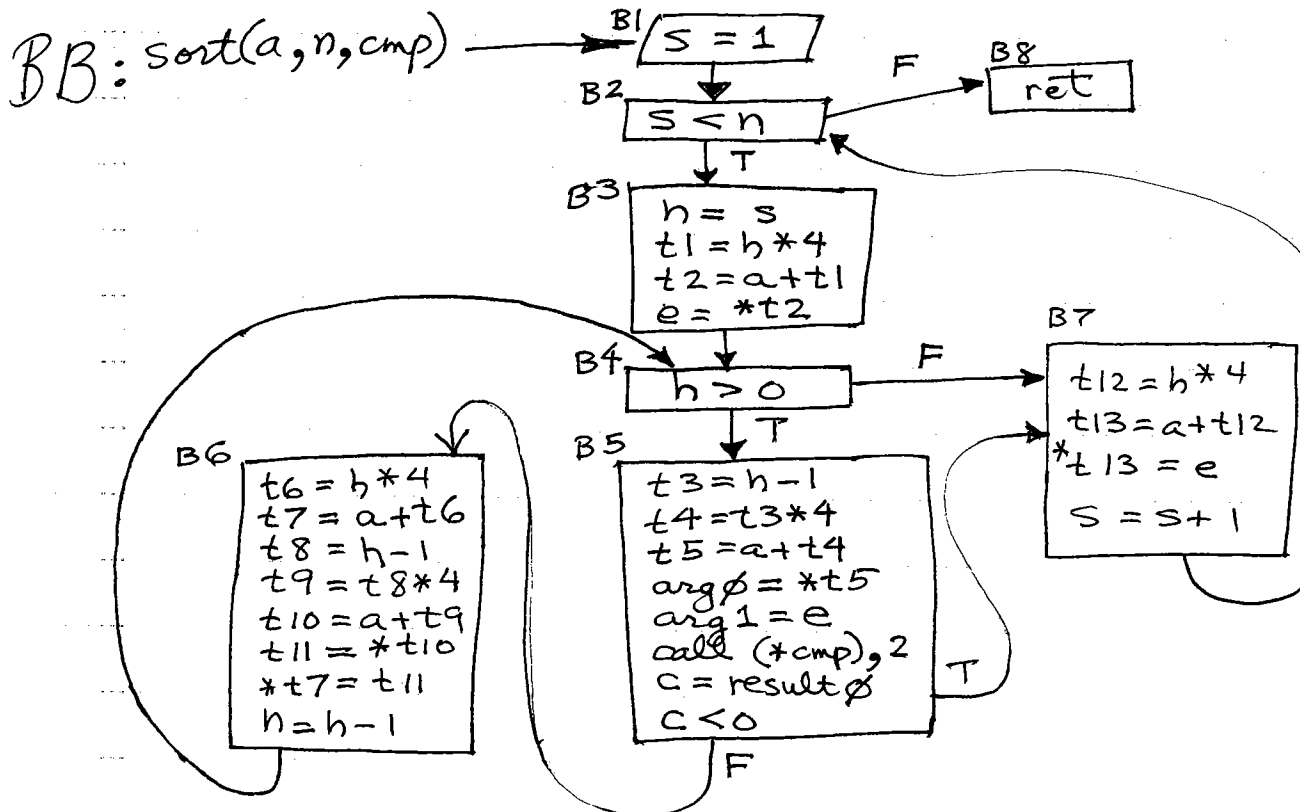 BB: sort(a,n,cmp)
B1
s = 1
B2
s < n
F
B8
ret
T
B3
h = s
t1 = h*4
t2 = a+t1
e = *t2
B4
h > 0
F
T
B7
t12 = h*4
t13 = a+t12
*t13 = e
s = s+1
B6
t6 = h*4
t7 = a+t6
t8 = h-1
t9 = t8*4
t10 = a+t9
t11 = *t10
*t7 = t11
h = h-1
B5
t3 = h-1
t4 = t3*4
t5 = a+t4
argø = *t5
arg1 = e
call (*cmp),2
c = resultø
c < 0
T
F